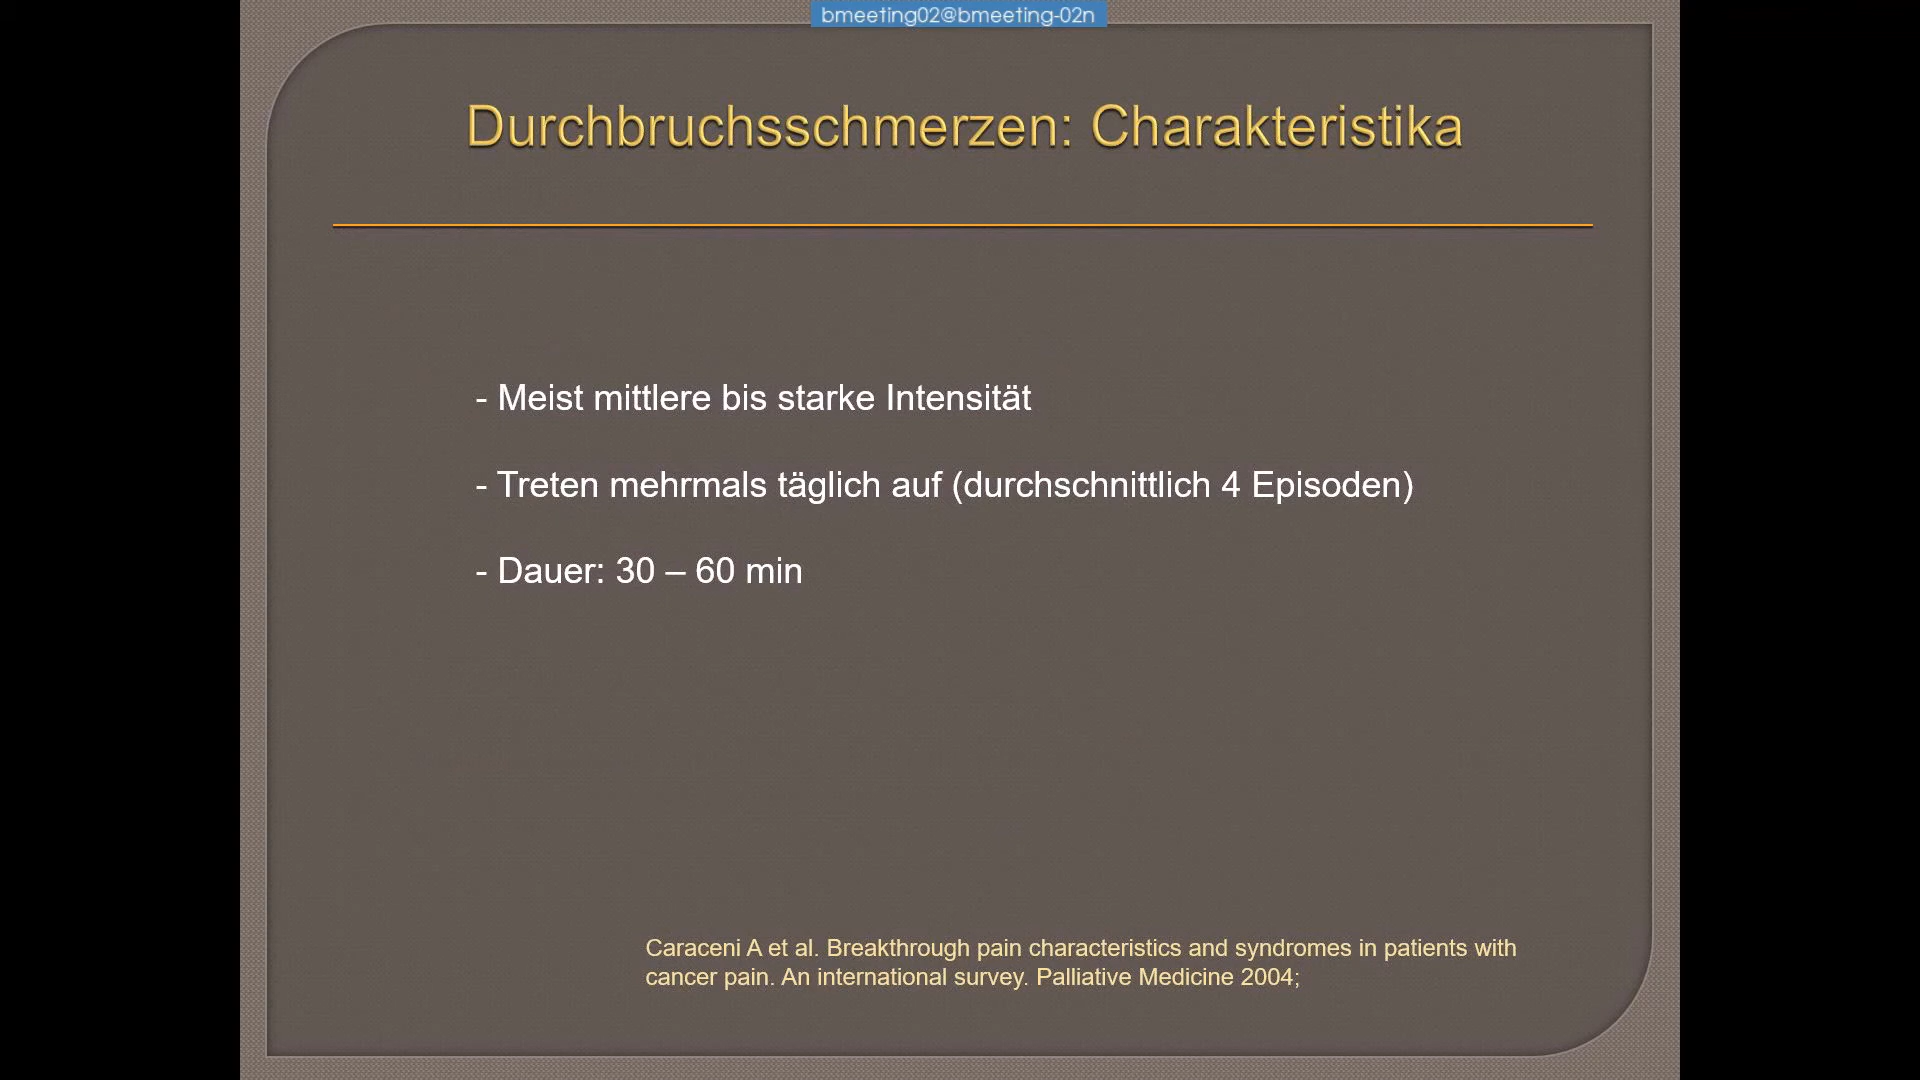 bmeeting02@bmeeting-02n
Durchbruchsschmerzen: Charakteristika
- Meist mittlere bis starke Intensität
- Treten mehrmals täglich auf (durchschnittlich 4 Episoden)
- Dauer: 30 – 60 min
Caraceni A et al. Breakthrough pain characteristics and syndromes in patients with
cancer pain. An international survey. Palliative Medicine 2004;